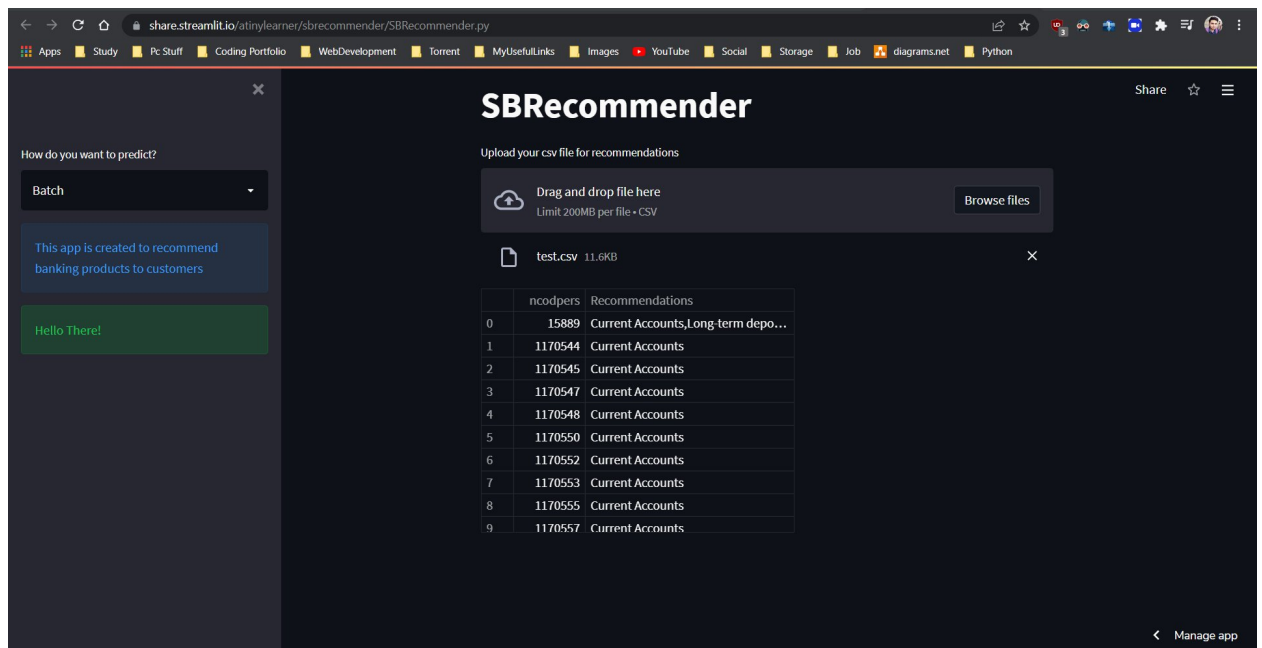 share.streamlit.io/atinylearner/sbrecommender/SBRecommender.py
3
Apps Study Pc Stuff Coding Portfolio WebDevelopment Torrent MyUsefulLinks Images YouTube Social Storage Job diagrams.net Python
Share
SBRecommender
How do you want to predict?
Upload your csv file for recommendations
Batch
Drag and drop file here
Limit 200MB per file • CSV
Browse files
This app is created to recommend
banking products to customers
test.csv 11.6KB
ncodpers Recommendations
Hello There!
0 15889 Current Accounts,Long-term depo...
1 1170544 Current Accounts
2 1170545 Current Accounts
3 1170547 Current Accounts
4 1170548 Current Accounts
5 1170550 Current Accounts
6 1170552 Current Accounts
7 1170553 Current Accounts
8 1170555 Current Accounts
9 1170557 Current Accounts
Manage app